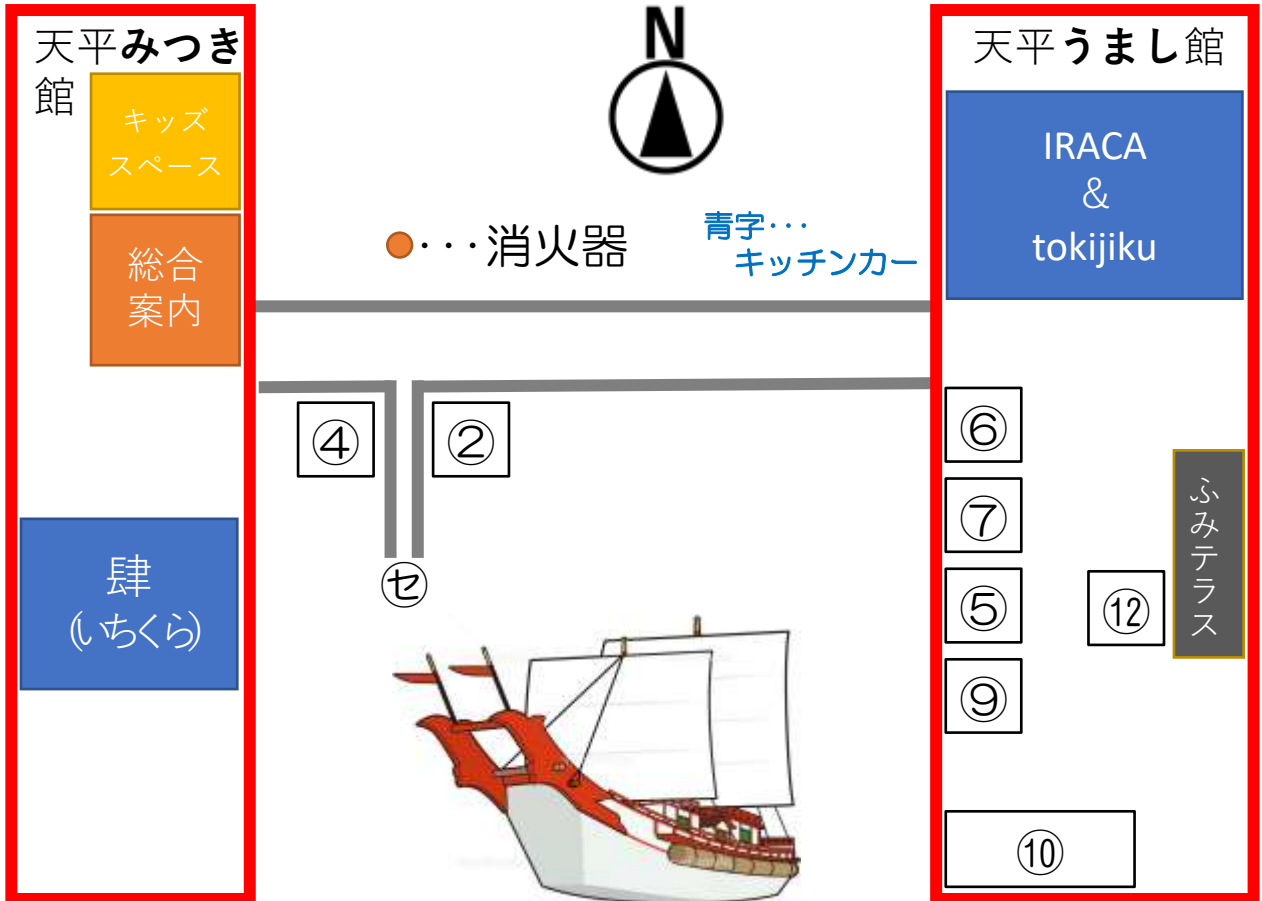 天平みつき
館
キッズ
スペース
総合
案内
肆
(いちくら)
N
●･･･消火器
青字･･･
キッチンカー
④
②
㋝
天平うまし館
IRACA
&
tokijiku
⑥
⑦
⑤
⑨
⑫
ふみテラス
⑩